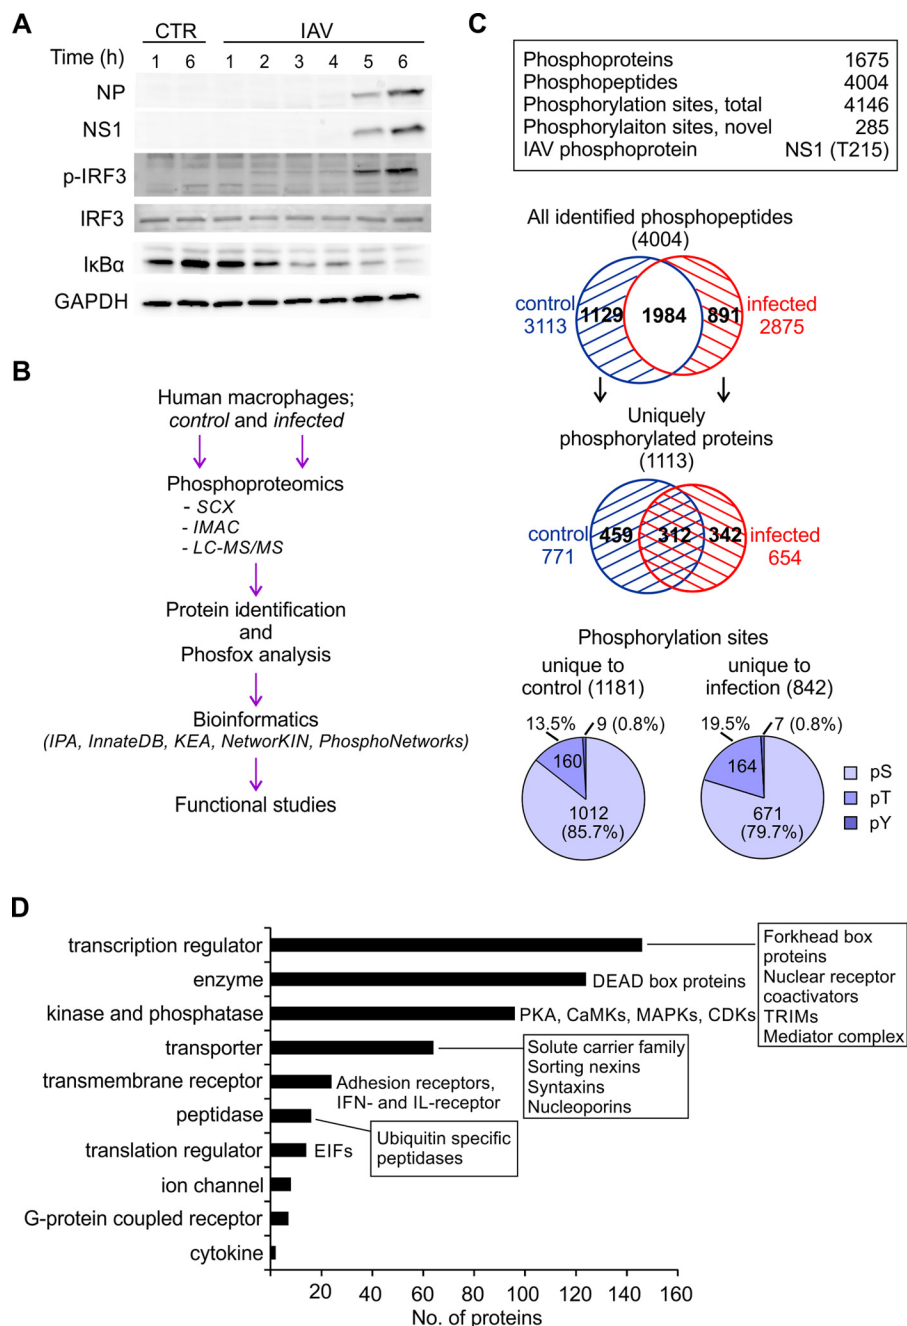 A
CTR IAV
Time (h) 1 6 1 2 3 4 5 6
NP
NS1
p-IRF3
IRF3
IκBα
GAPDH
B
Human macrophages;
control and infected
Phosphoproteomics
- SCX
- IMAC
- LC-MS/MS
Protein identification
and
Phosfox analysis
Bioinformatics
(IPA, InnateDB, KEA, NetworKIN, PhosphoNetworks)
Functional studies
C
Phosphoproteins 1675
Phosphopeptides 4004
Phosphorylation sites, total 4146
Phosphorylaiton sites, novel 285
IAV phosphoprotein NS1 (T215)
All identified phosphopeptides
(4004)
control 1129 1984 891 infected
3113 2875
Uniquely
phosphorylated proteins
(1113)
control 459 312 342 infected
771 654
Phosphorylation sites
unique to unique to
control (1181) infection (842)
13.5% 9 (0.8%) 19.5% 7 (0.8%)
160 164
1012 671
(85.7%) (79.7%)
pS
pT
pY
D
transcription regulator
Forkhead box
proteins
Nuclear receptor
coactivators
TRIMs
Mediator complex
enzyme DEAD box proteins
kinase and phosphatase PKA, CaMKs, MAPKs, CDKs
transporter
Solute carrier family
Sorting nexins
Syntaxins
Nucleoporins
transmembrane receptor Adhesion receptors,
IFN- and IL-receptor
peptidase
Ubiquitin specific
peptidases
translation regulator EIFs
ion channel
G-protein coupled receptor
cytokine
20 40 60 80 100 120 140 160
No. of proteins